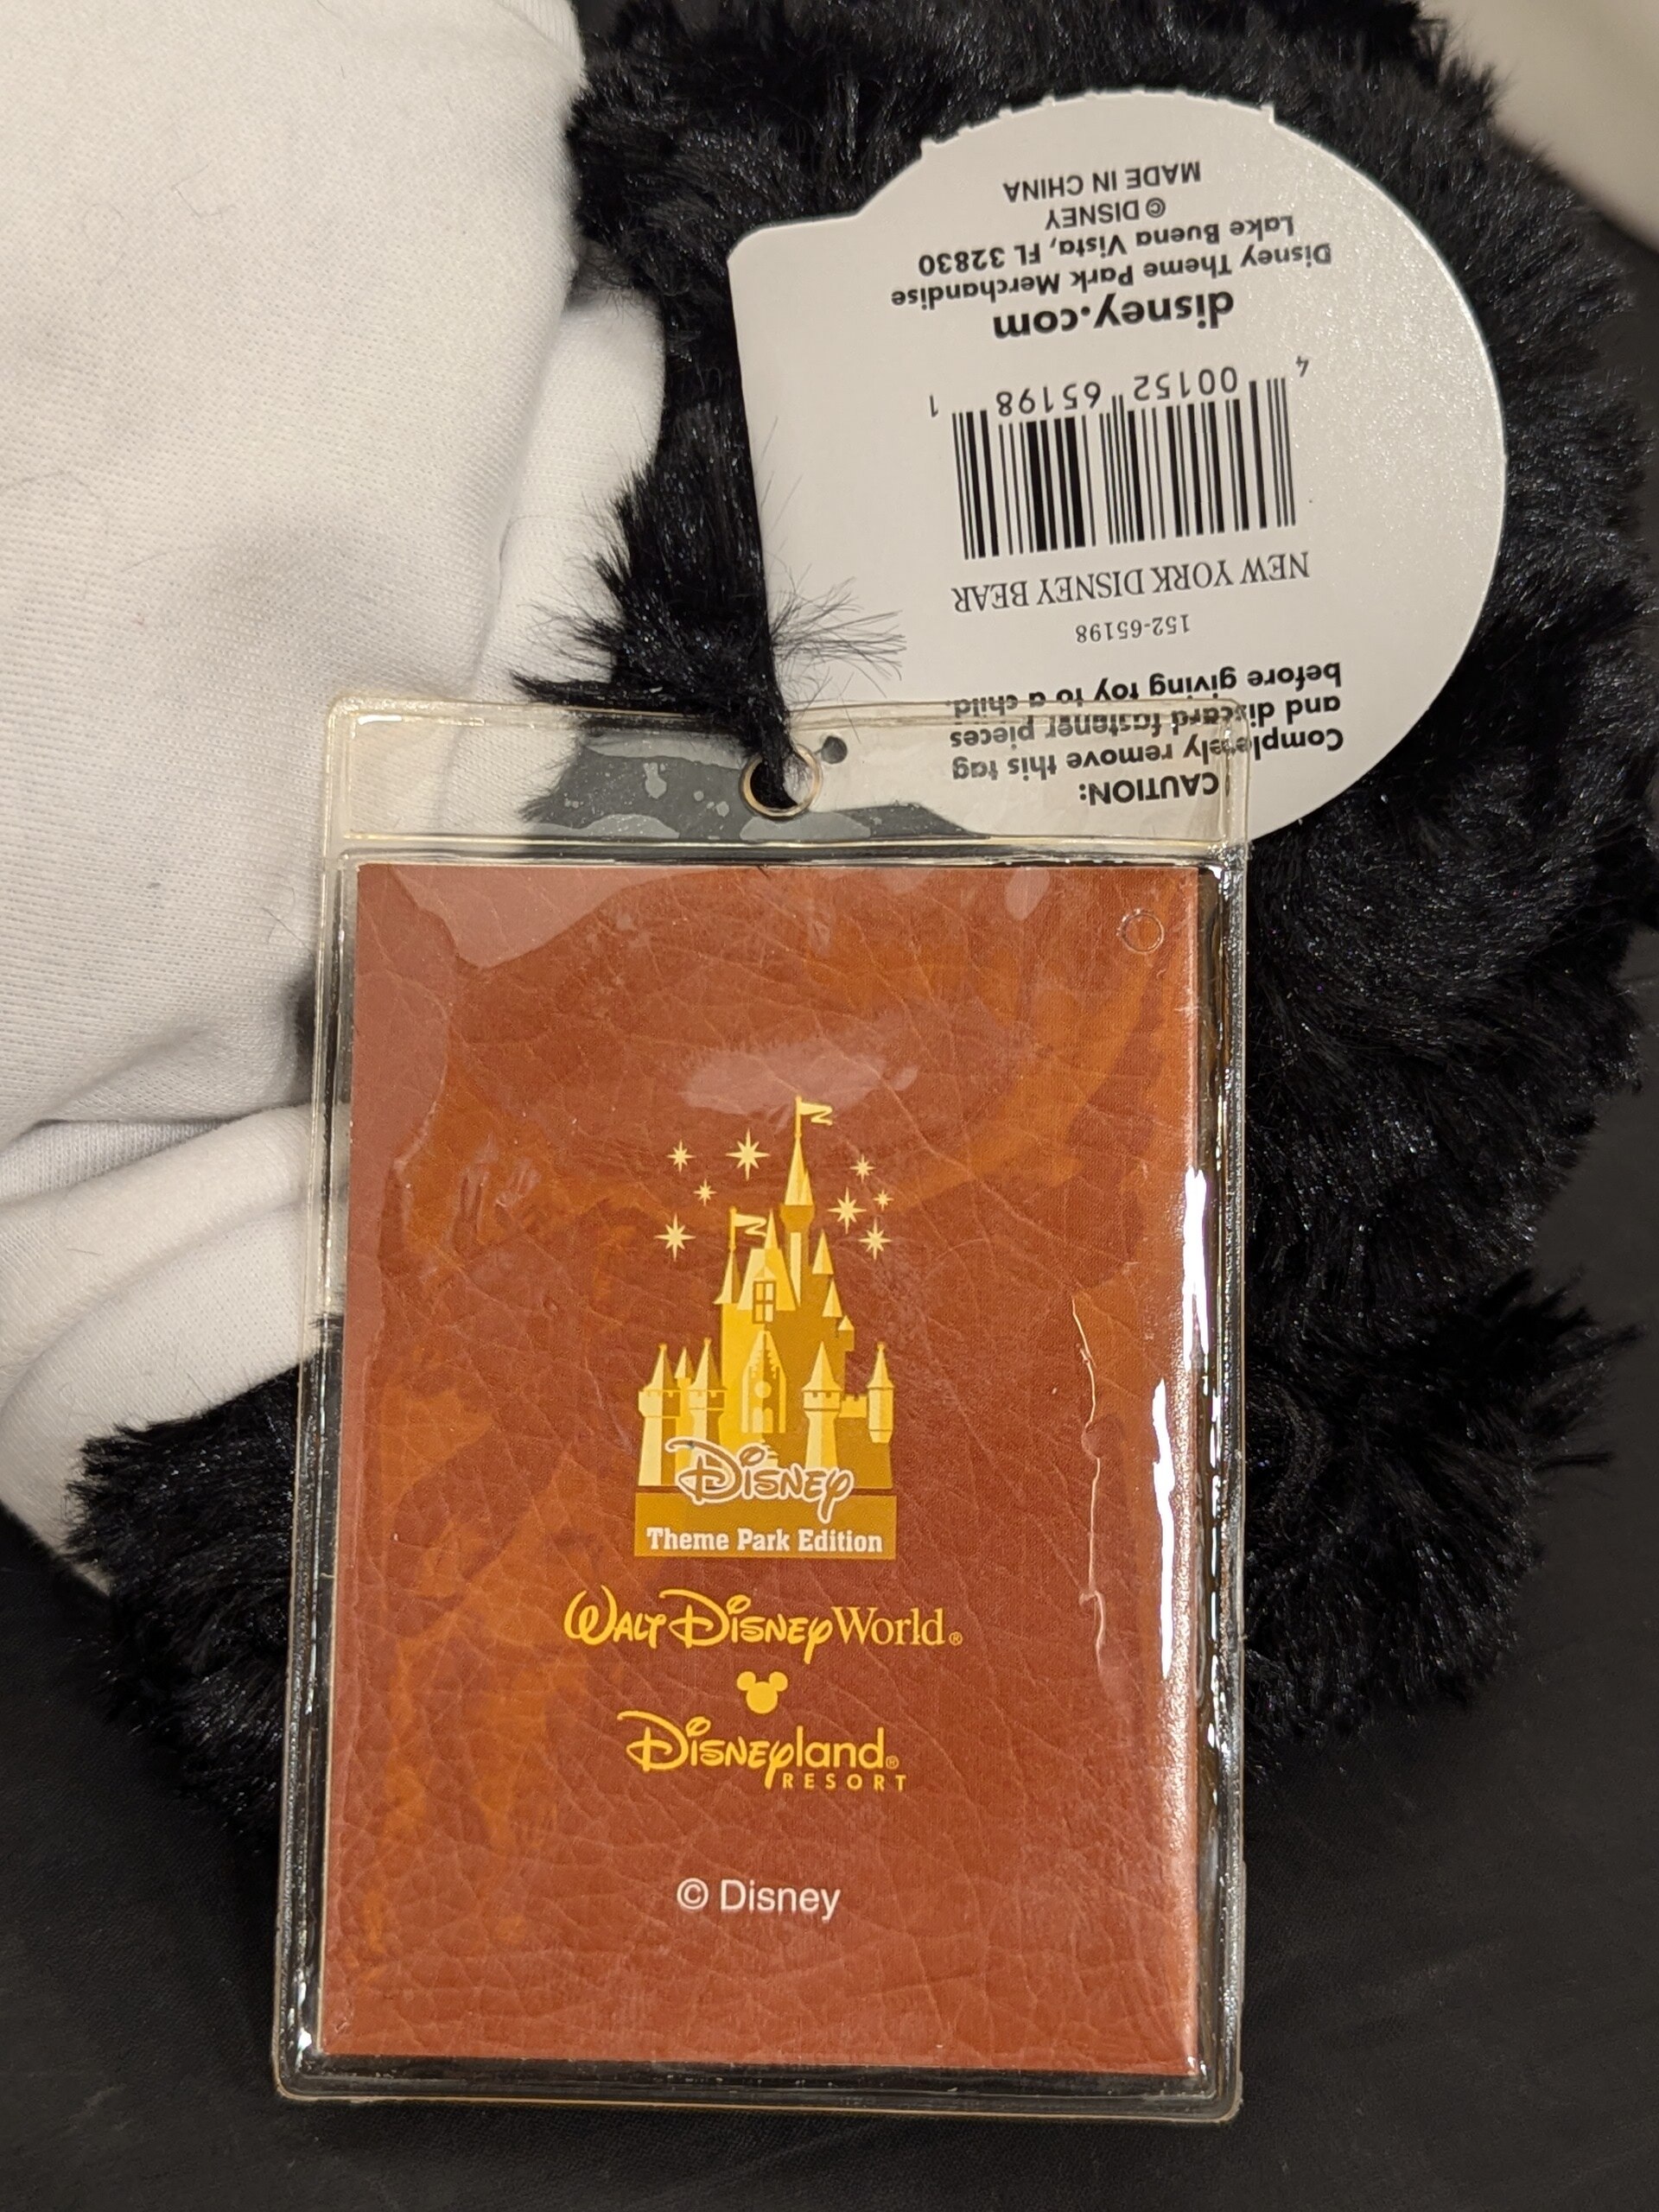 CAUTION:
Completely remove this tag
and discard fastener pieces
before giving toy to a child.
152-65198
NEW YORK DISNEY BEAR
4 00152 65198 1
disney.com
Disney Theme Park Merchandise
Lake Buena Vista, FL 32830
© DISNEY
MADE IN CHINA
Disney
Theme Park Edition
Walt Disney World®
Disneyland®
RESORT
© Disney